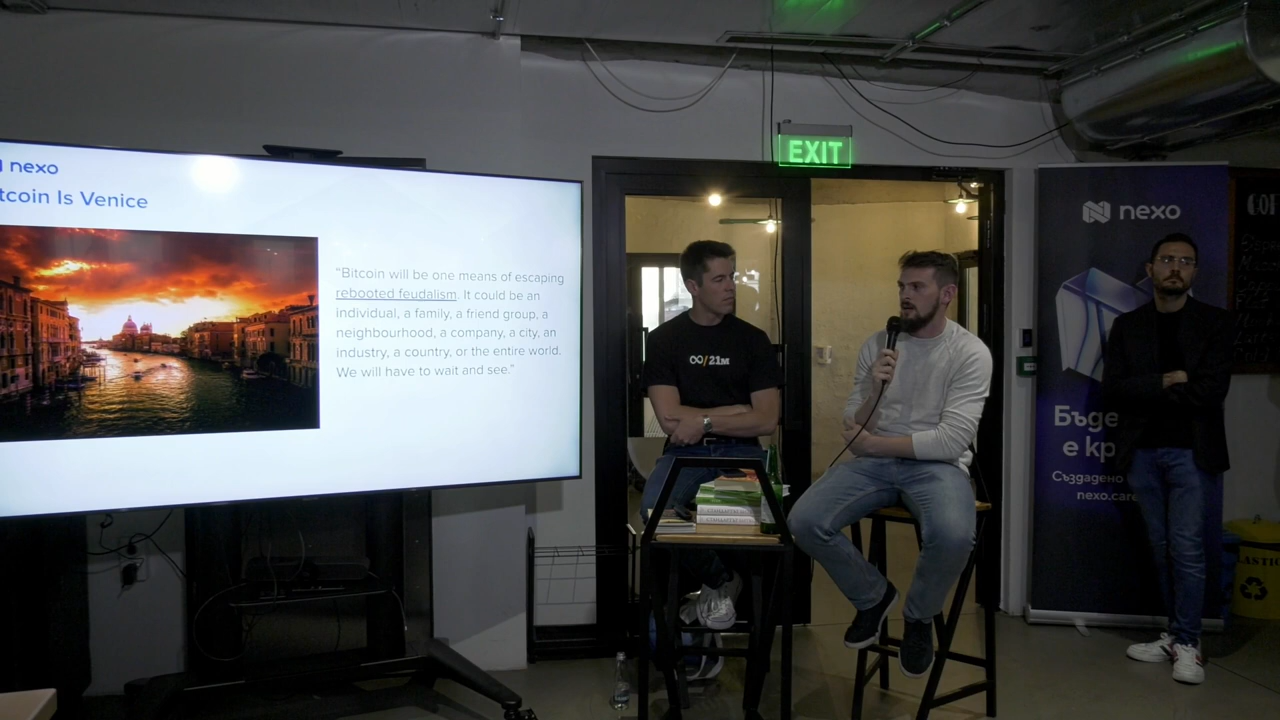 nexo
tcoin Is Venice
"Bitcoin will be one means of escaping
rebooted feudalism. It could be an
individual, a family, a friend group, a
neighbourhood, a company, a city, an
industry, a country, or the entire world.
We will have to wait and see."
EXIT
∞/21M
nexo
Бъде
е кр
Създадено
nexo.care